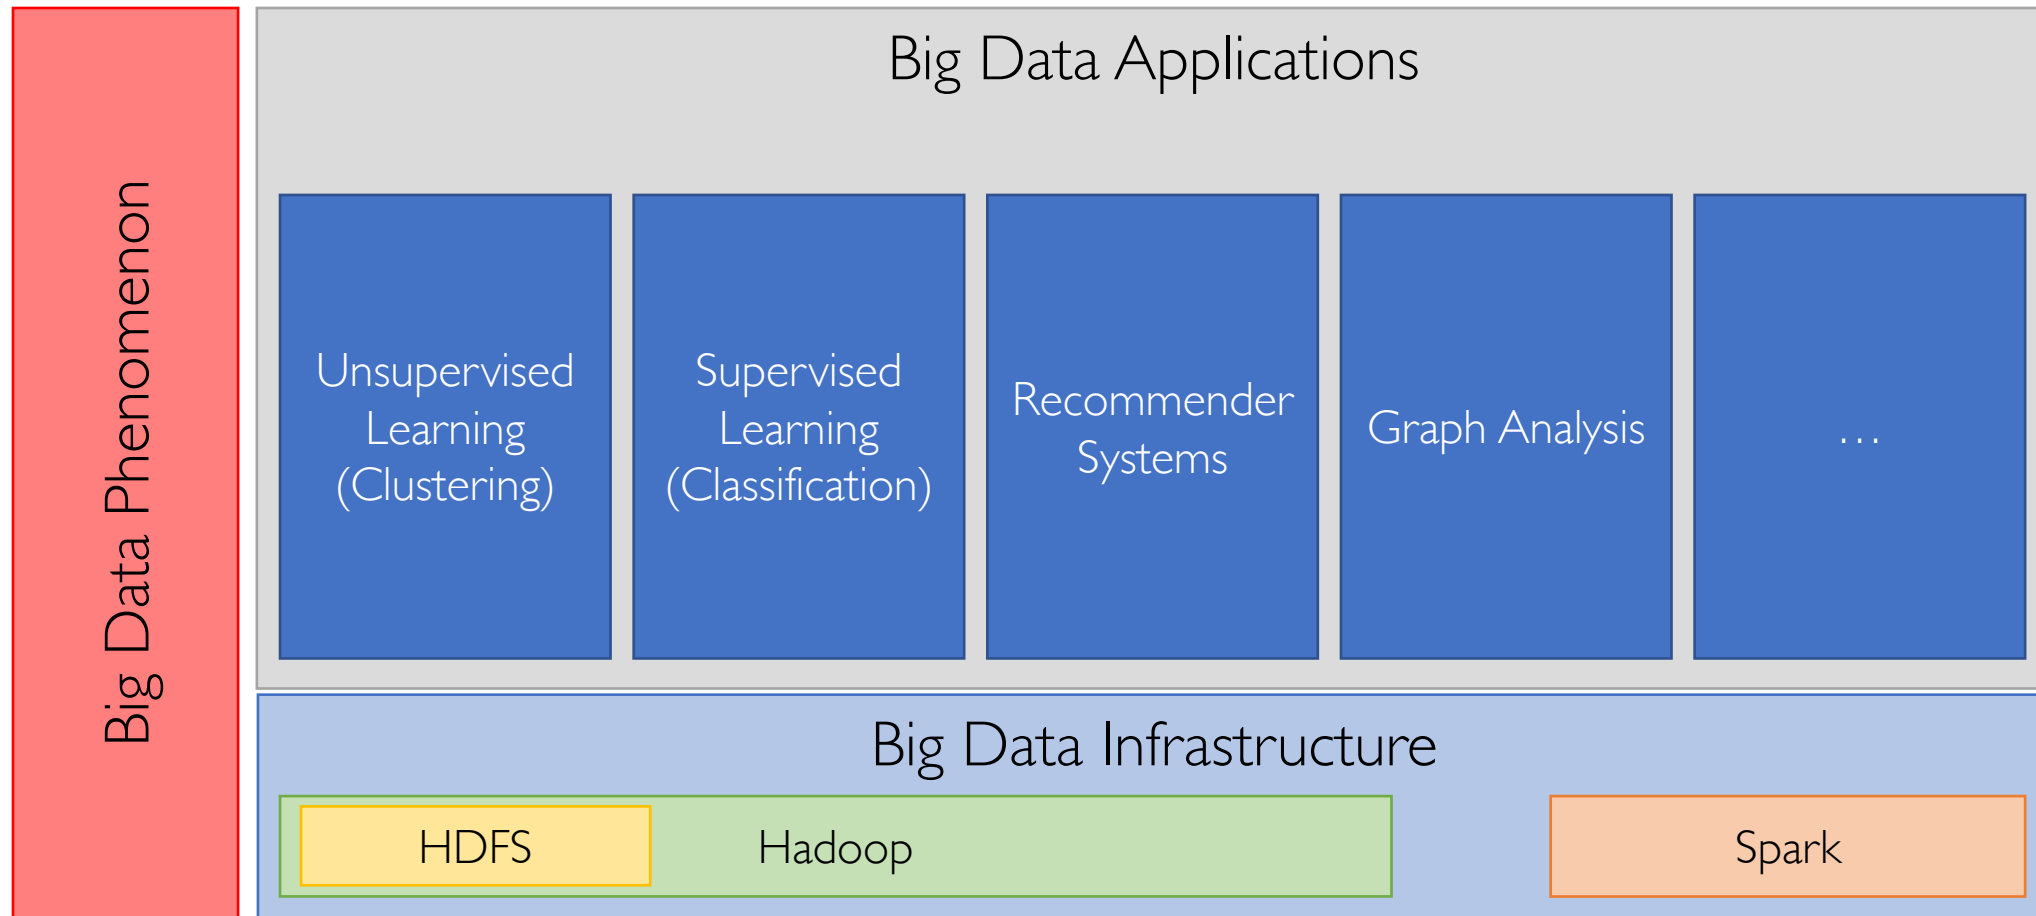 Big Data Phenomenon
Big Data Applications
Unsupervised
Learning
(Clustering)
Supervised
Learning
(Classification)
Recommender
Systems
Graph Analysis
...
Big Data Infrastructure
HDFS
Hadoop
Spark